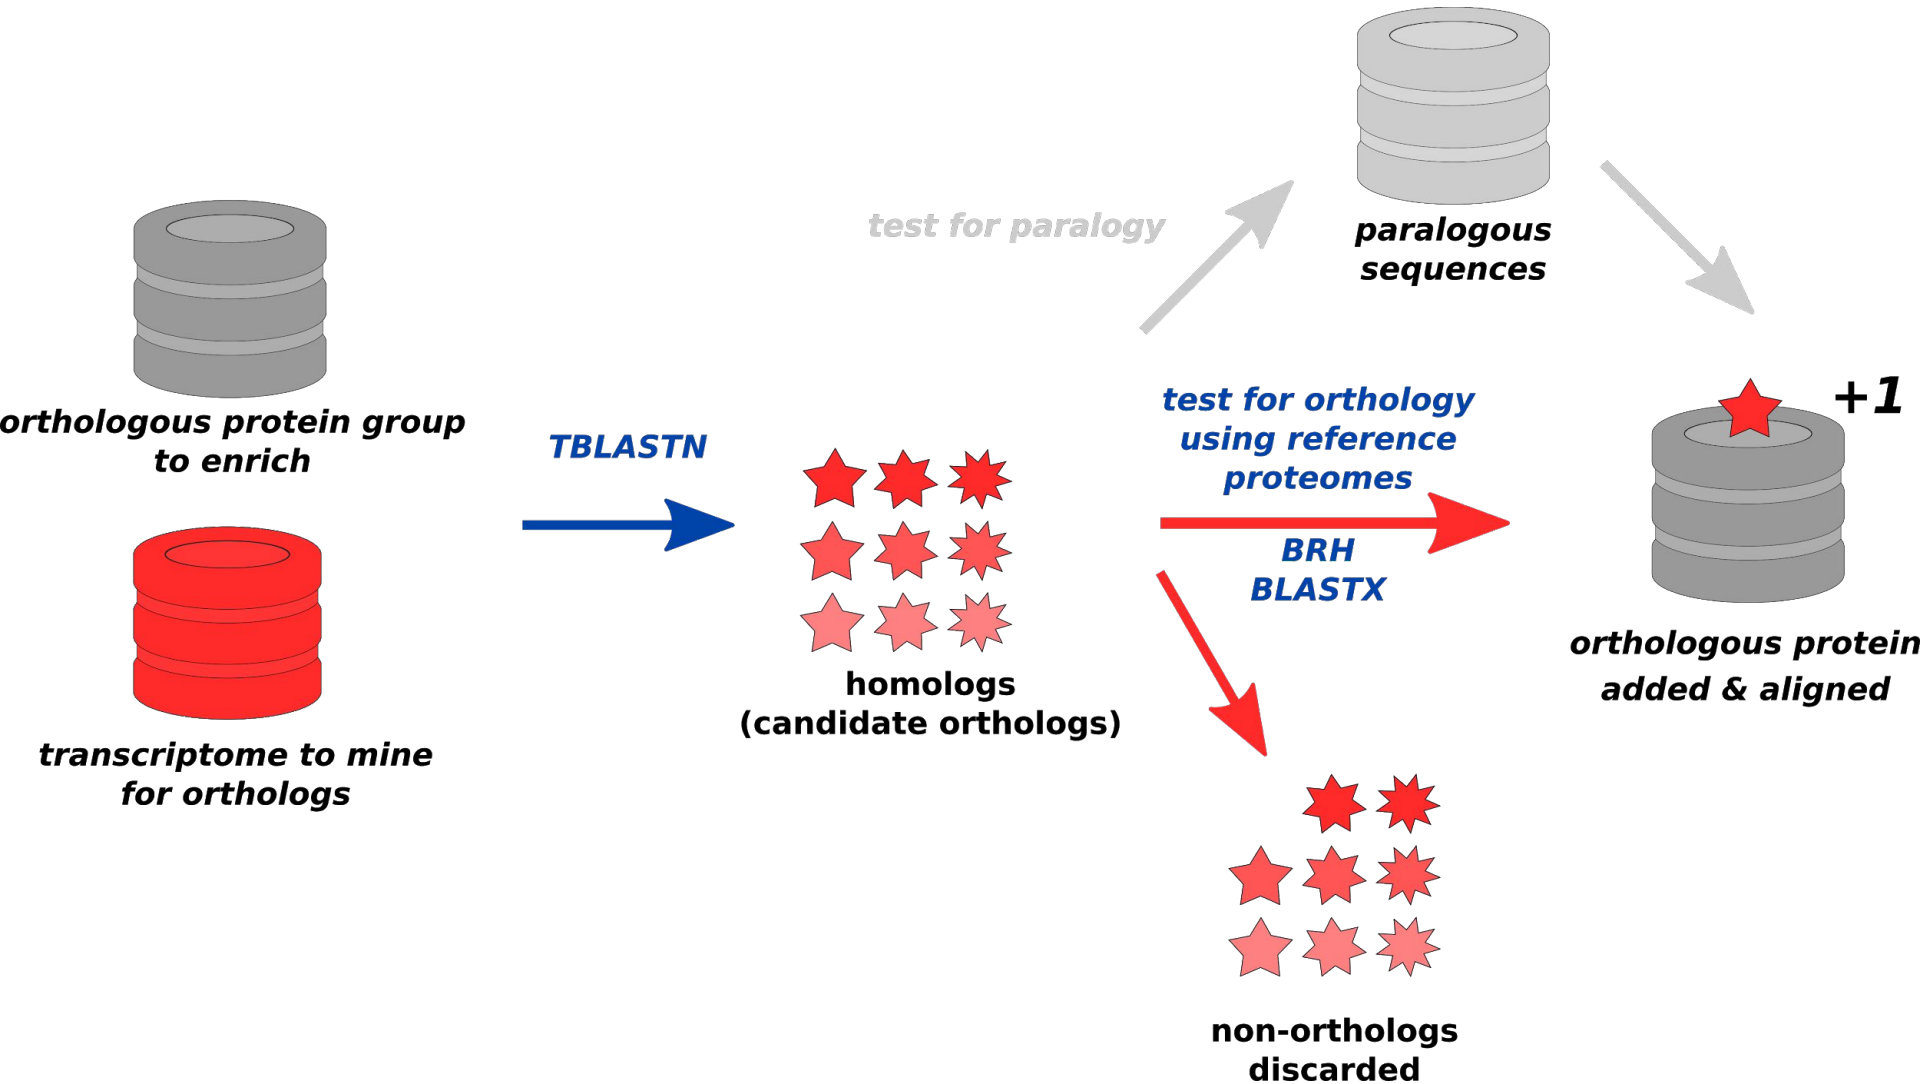 orthologous protein group
to enrich
transcriptome to mine
for orthologs
TBLASTN
homologs
(candidate orthologs)
test for paralogy
paralogous
sequences
test for orthology
using reference
proteomes
BRH
BLASTX
non-orthologs
discarded
+1
orthologous protein
added & aligned